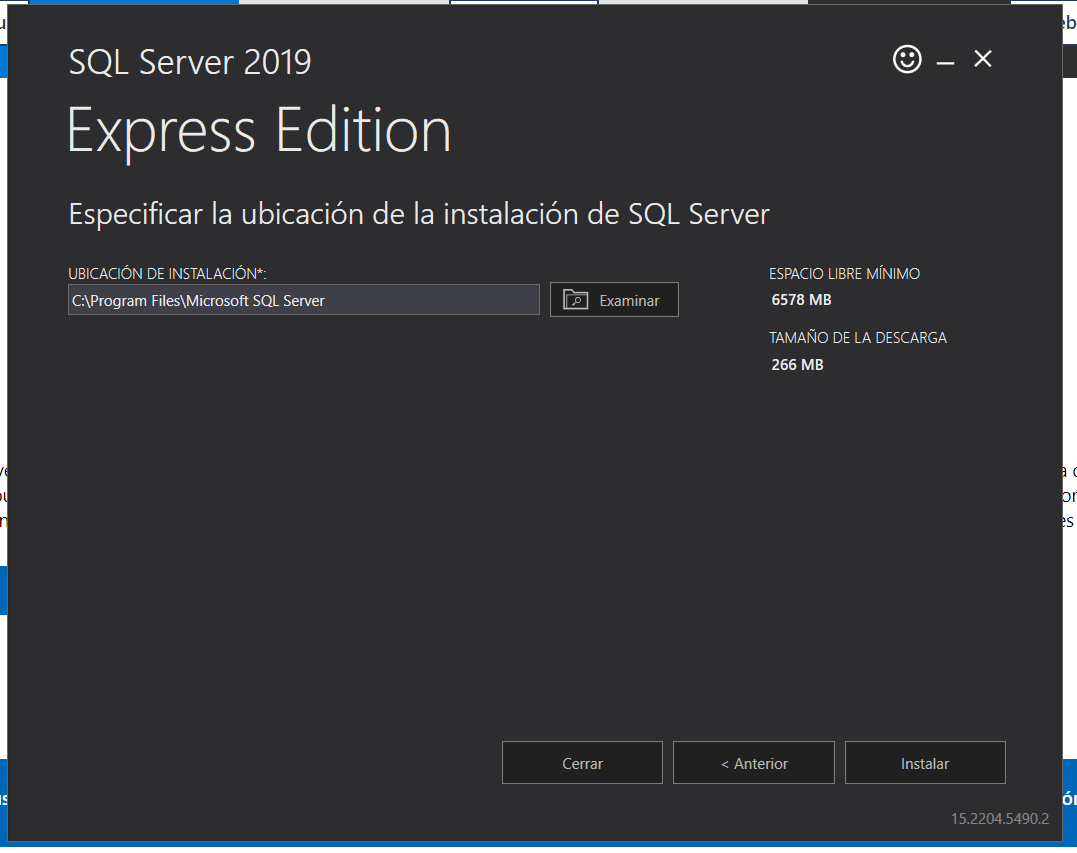 SQL Server 2019
Express Edition
Especificar la ubicación de la instalación de SQL Server
UBICACIÓN DE INSTALACIÓN*:
C:\Program Files\Microsoft SQL Server
Examinar
ESPACIO LIBRE MÍNIMO
6578 MB
TAMAÑO DE LA DESCARGA
266 MB
Cerrar
< Anterior
Instalar
15.2204.5490.2